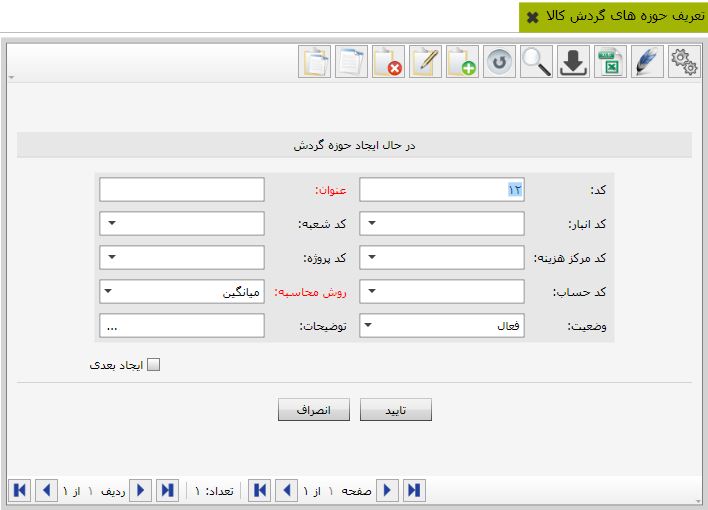 تعریف حوزه های گردش کالا
در حال ایجاد حوزه گردش
کد: ۱۲ عنوان:
کد انبار: کد شعبه:
کد مرکز هزینه: کد پروژه:
کد حساب: روش محاسبه: میانگین
وضعیت: فعال توضیحات: ...
ایجاد بعدی
تایید انصراف
صفحه ۱ از ۱ تعداد: ۱ ردیف ۱ از ۱